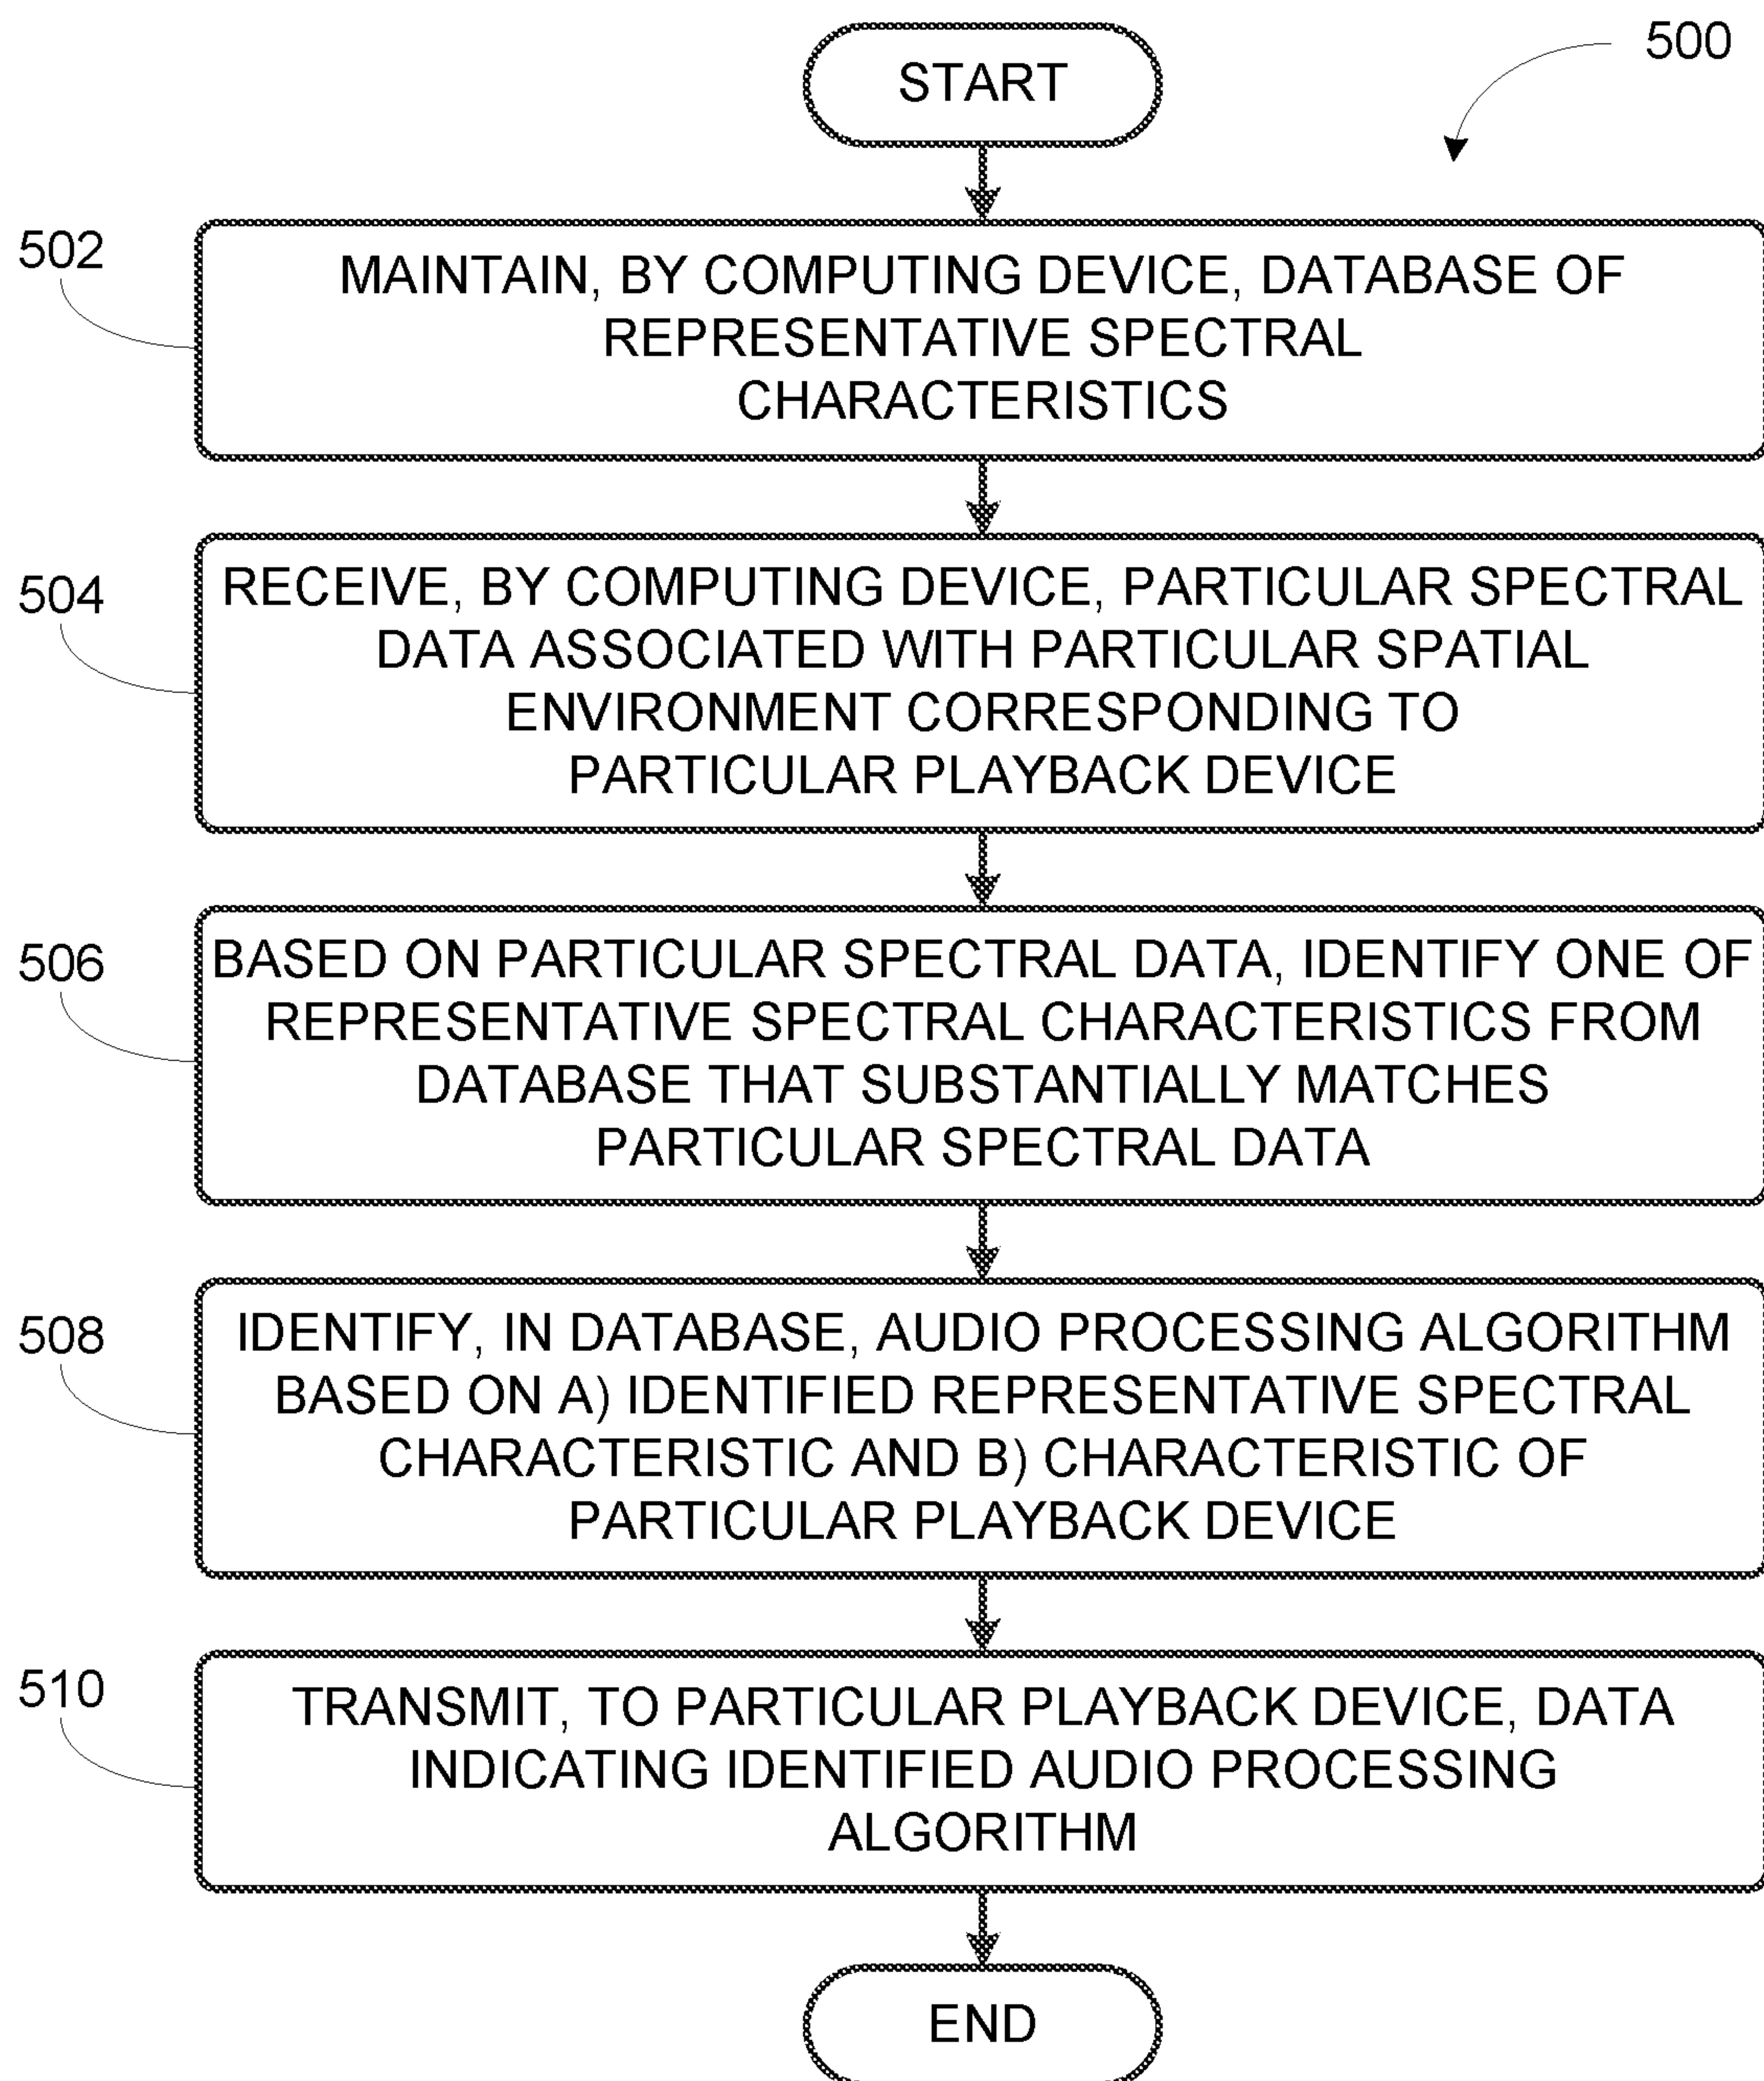 START
500
502
MAINTAIN, BY COMPUTING DEVICE, DATABASE OF
REPRESENTATIVE SPECTRAL
CHARACTERISTICS
504
RECEIVE, BY COMPUTING DEVICE, PARTICULAR SPECTRAL
DATA ASSOCIATED WITH PARTICULAR SPATIAL
ENVIRONMENT CORRESPONDING TO
PARTICULAR PLAYBACK DEVICE
506
BASED ON PARTICULAR SPECTRAL DATA, IDENTIFY ONE OF
REPRESENTATIVE SPECTRAL CHARACTERISTICS FROM
DATABASE THAT SUBSTANTIALLY MATCHES
PARTICULAR SPECTRAL DATA
508
IDENTIFY, IN DATABASE, AUDIO PROCESSING ALGORITHM
BASED ON A) IDENTIFIED REPRESENTATIVE SPECTRAL
CHARACTERISTIC AND B) CHARACTERISTIC OF
PARTICULAR PLAYBACK DEVICE
510
TRANSMIT, TO PARTICULAR PLAYBACK DEVICE, DATA
INDICATING IDENTIFIED AUDIO PROCESSING
ALGORITHM
END